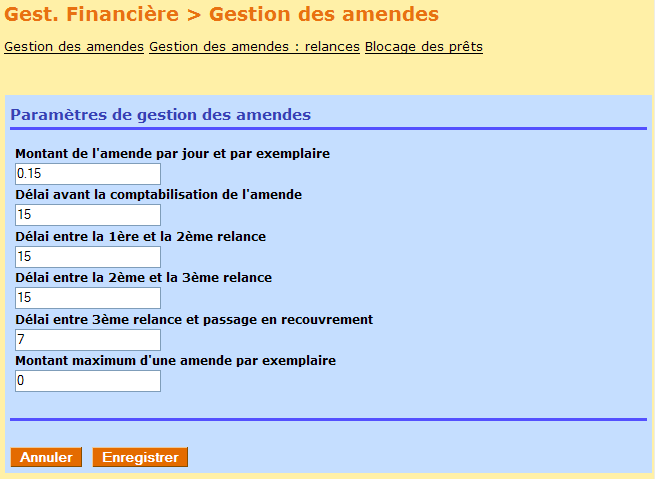 Gest. Financière > Gestion des amendes
Gestion des amendes Gestion des amendes : relances Blocage des prêts
Paramètres de gestion des amendes
Montant de l'amende par jour et par exemplaire
0.15
Délai avant la comptabilisation de l'amende
15
Délai entre la 1ère et la 2ème relance
15
Délai entre la 2ème et la 3ème relance
15
Délai entre 3ème relance et passage en recouvrement
7
Montant maximum d'une amende par exemplaire
0
Annuler Enregistrer